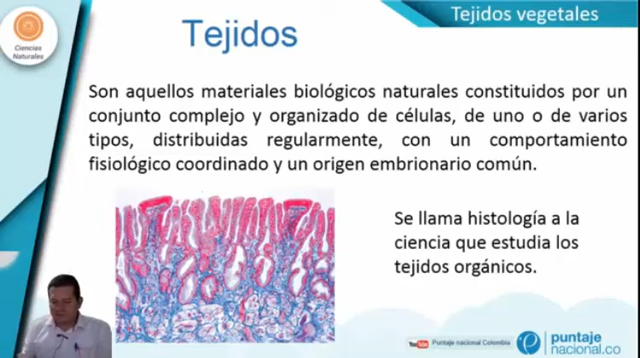 Tejidos vegetales
Ciencias
Naturales
Tejidos
Son aquellos materiales biológicos naturales constituidos por un
conjunto complejo y organizado de células, de uno o de varios
tipos, distribuidas regularmente, con un comportamiento
fisiológico coordinado y un origen embrionario común.
Se llama histología a la
ciencia que estudia los
tejidos orgánicos.
YouTube Puntaje nacional Colombia
puntaje
nacional.co